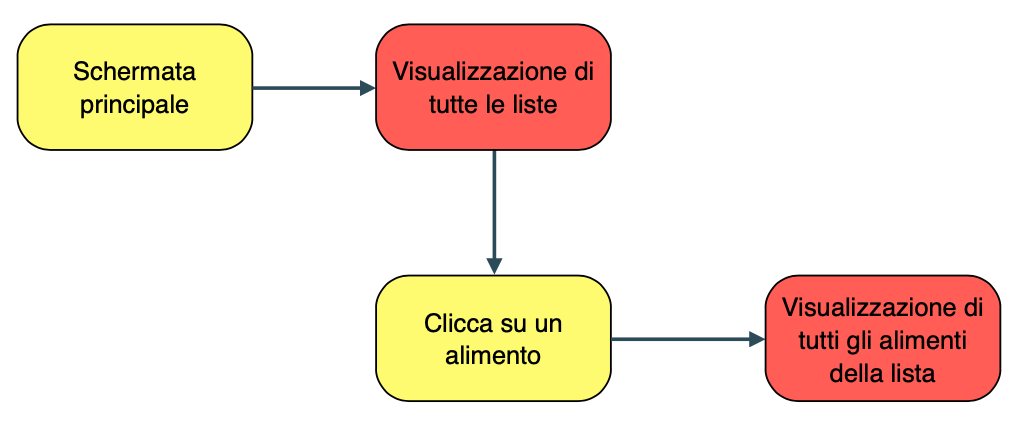 Schermata
principale
Visualizzazione di
tutte le liste
Clicca su un
alimento
Visualizzazione di
tutti gli alimenti
della lista